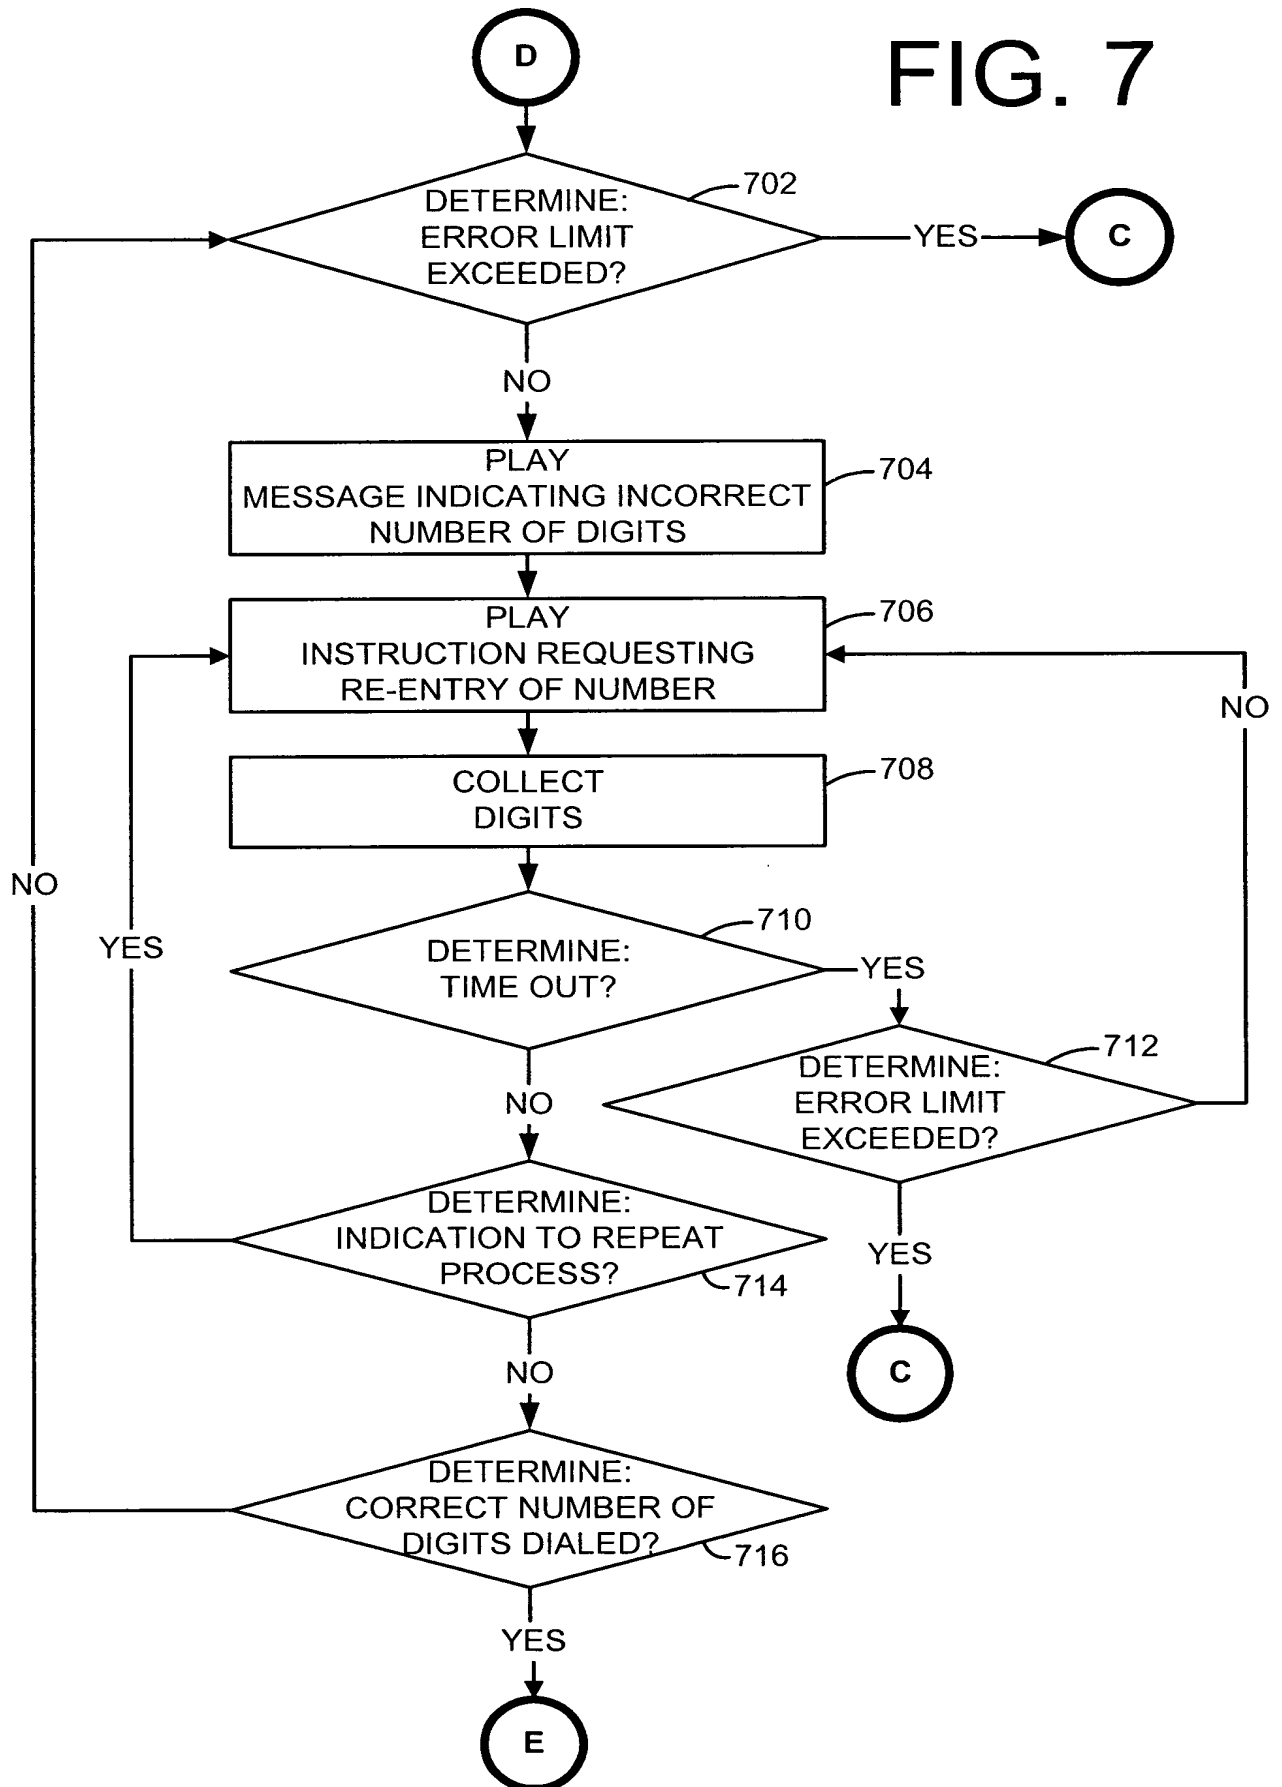 D
FIG. 7
702
DETERMINE:
ERROR LIMIT
EXCEEDED?
YES
C
NO
PLAY
MESSAGE INDICATING INCORRECT
NUMBER OF DIGITS
704
PLAY
INSTRUCTION REQUESTING
RE-ENTRY OF NUMBER
706
NO
COLLECT
DIGITS
708
NO
YES
710
DETERMINE:
TIME OUT?
YES
712
DETERMINE:
ERROR LIMIT
EXCEEDED?
NO
DETERMINE:
INDICATION TO REPEAT
PROCESS?
714
YES
NO
C
DETERMINE:
CORRECT NUMBER OF
DIGITS DIALED?
716
YES
E